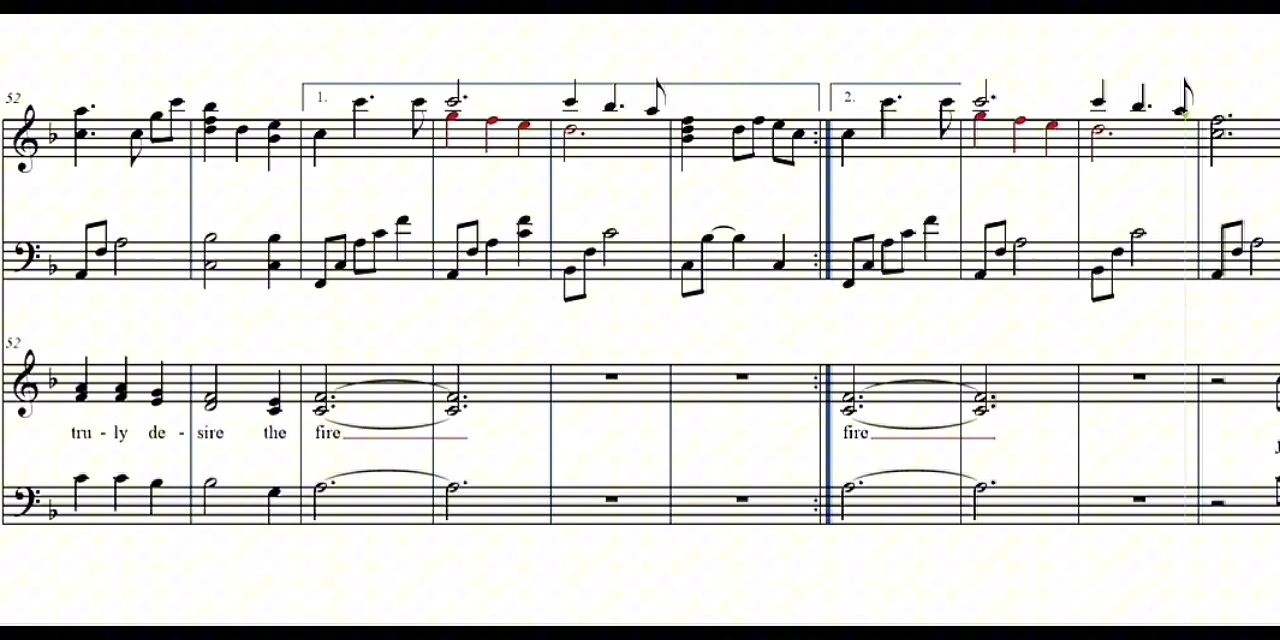 52
1.
2.
52
tru - ly de - sire the fire fire